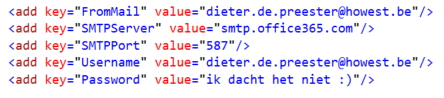 <add key="FromMail" value="dieter.de.preester@howest.be"/>
<add key="SMTPServer" value="smtp.office365.com"/>
<add key="SMTPPort" value="587"/>
<add key="Username" value="dieter.de.preester@howest.be"/>
<add key="Password" value="ik dacht het niet :)"/>